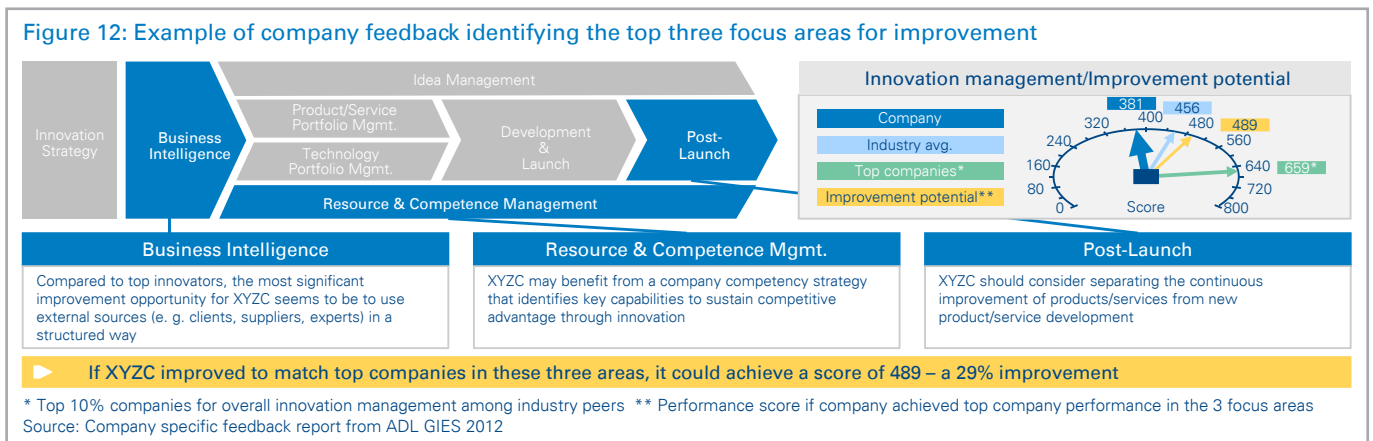 Figure 12: Example of company feedback identifying the top three focus areas for improvement
Innovation
Strategy
Business
Intelligence
Idea Management
Product/Service
Portfolio Mgmt.
Technology
Portfolio Mgmt.
Development
&
Launch
Post-
Launch
Resource & Competence Management
Innovation management/Improvement potential
Company
Industry avg.
Top companies*
Improvement potential**
381
456
489
659*
0
80
160
240
320
400
480
560
640
720
800
Score
Business Intelligence
Compared to top innovators, the most significant
improvement opportunity for XYZC seems to be to use
external sources (e. g. clients, suppliers, experts) in a
structured way
Resource & Competence Mgmt.
XYZC may benefit from a company competency strategy
that identifies key capabilities to sustain competitive
advantage through innovation
Post-Launch
XYZC should consider separating the continuous
improvement of products/services from new
product/service development
If XYZC improved to match top companies in these three areas, it could achieve a score of 489 – a 29% improvement
* Top 10% companies for overall innovation management among industry peers ** Performance score if company achieved top company performance in the 3 focus areas
Source: Company specific feedback report from ADL GIES 2012